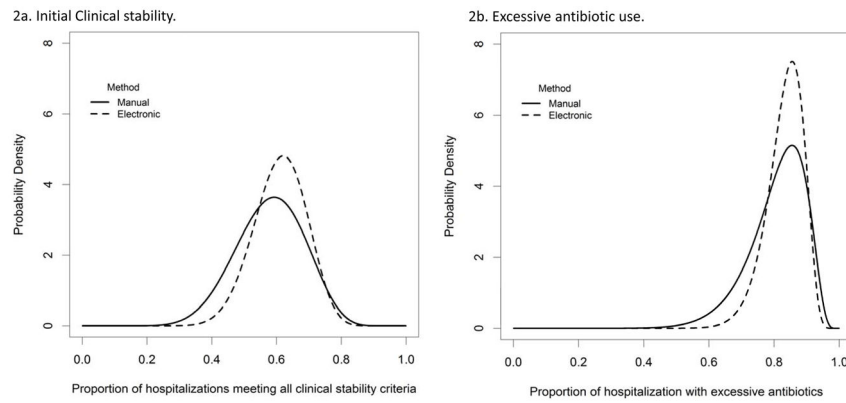 2a. Initial Clinical stability.
8
6
4
2
0
Probability Density
Method
Manual
Electronic
0.0 0.2 0.4 0.6 0.8 1.0
Proportion of hospitalizations meeting all clinical stability criteria
2b. Excessive antibiotic use.
8
6
4
2
0
Probability Density
Method
Manual
Electronic
0.0 0.2 0.4 0.6 0.8 1.0
Proportion of hospitalization with excessive antibiotics